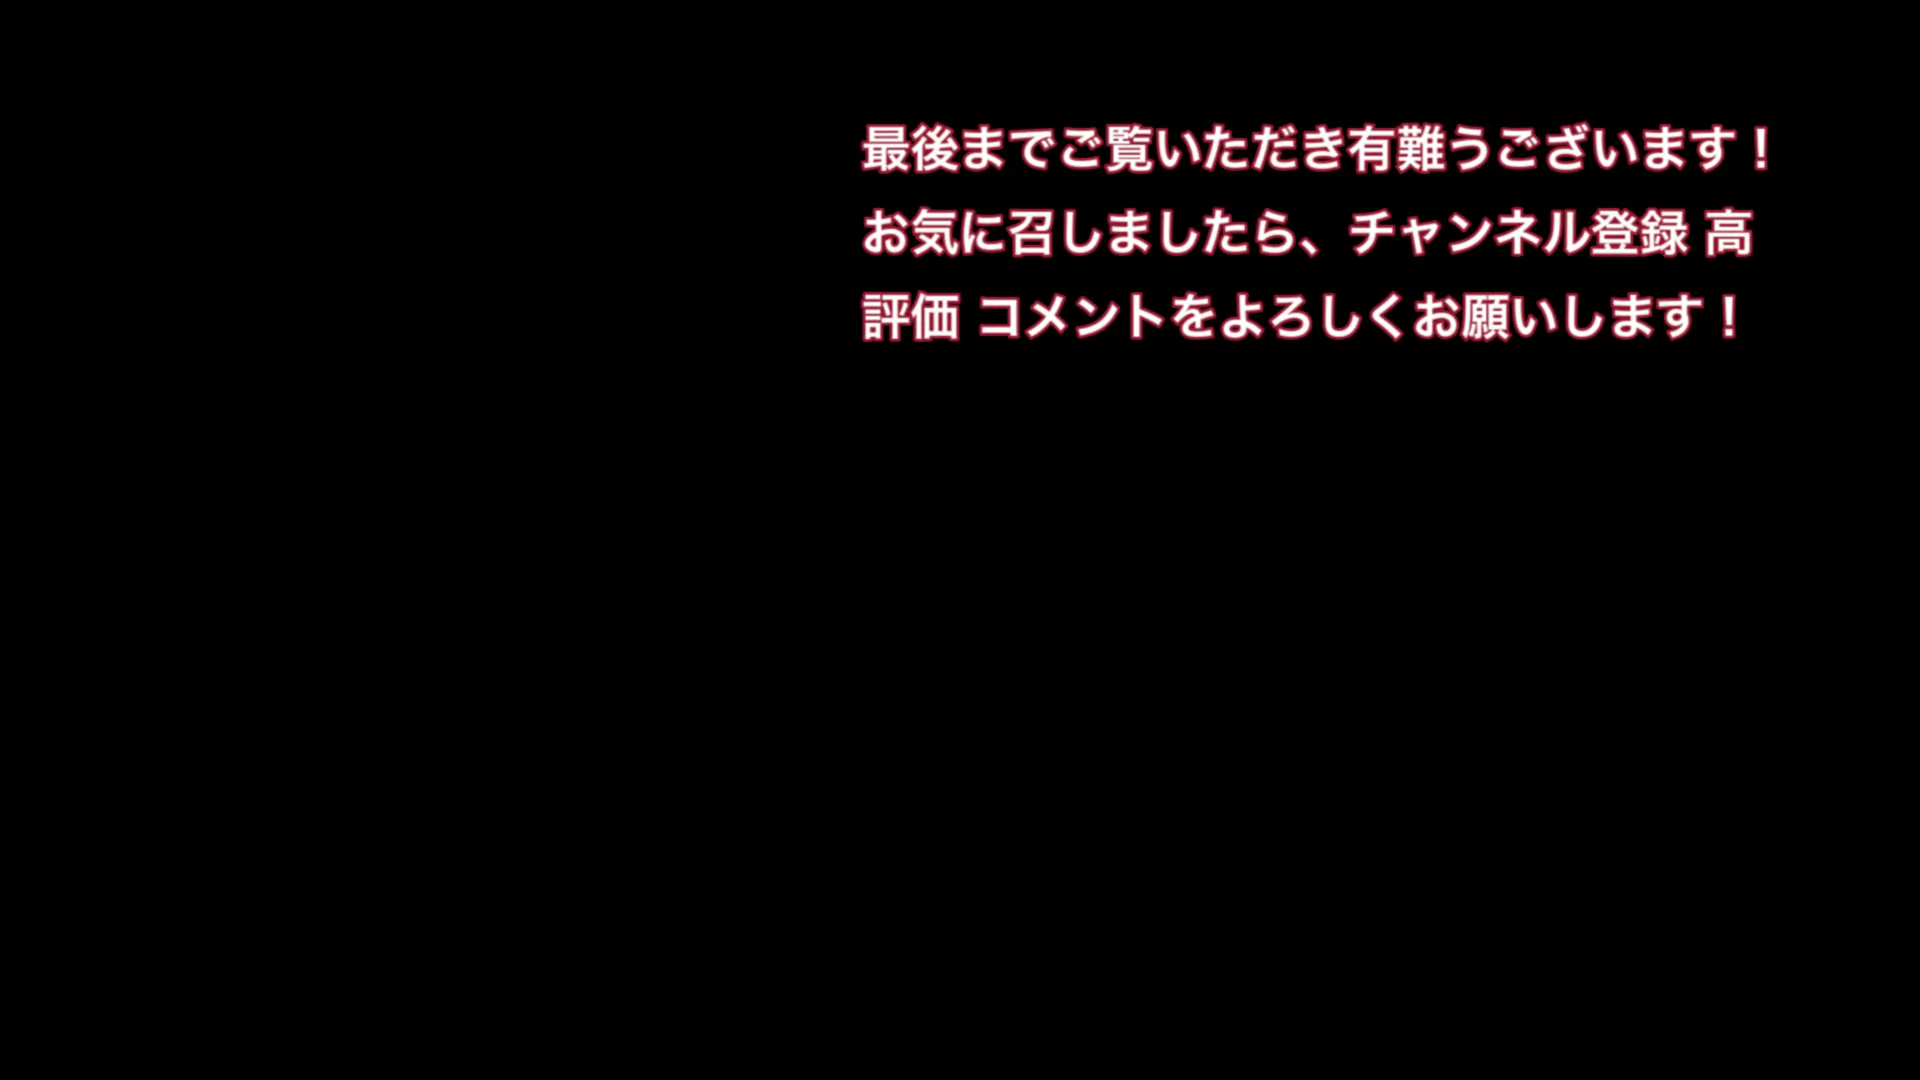 最後までご覧いただき有難うございます！
お気に召しましたら、チャンネル登録 高
評価 コメントをよろしくお願いします！